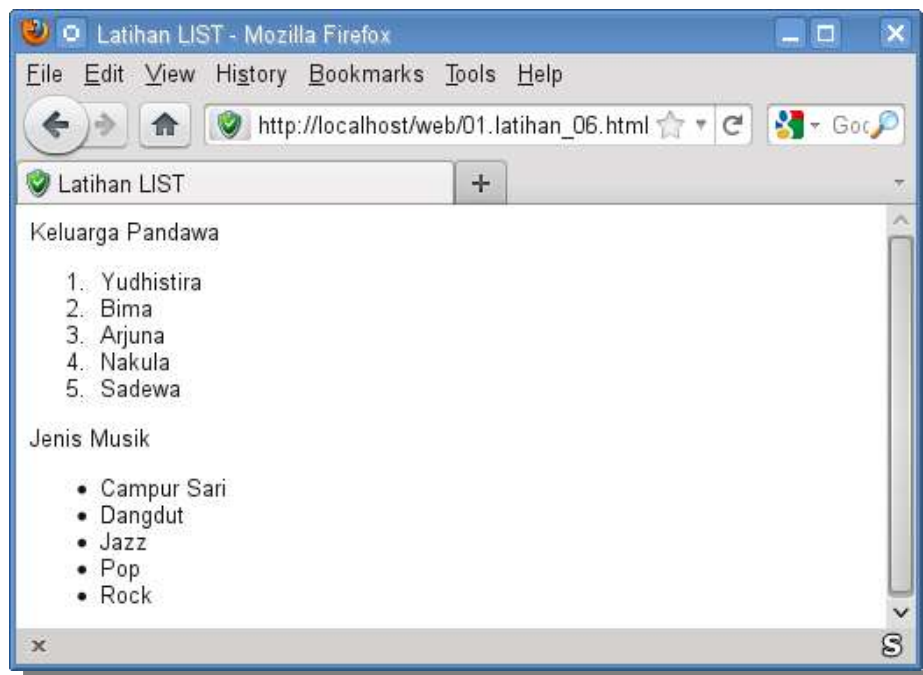 Latihan LIST - Mozilla Firefox
File Edit View History Bookmarks Tools Help
http://localhost/web/01.latihan_06.html Goo
Latihan LIST
Keluarga Pandawa
1. Yudhistira
2. Bima
3. Arjuna
4. Nakula
5. Sadewa
Jenis Musik
• Campur Sari
• Dangdut
• Jazz
• Pop
• Rock
S